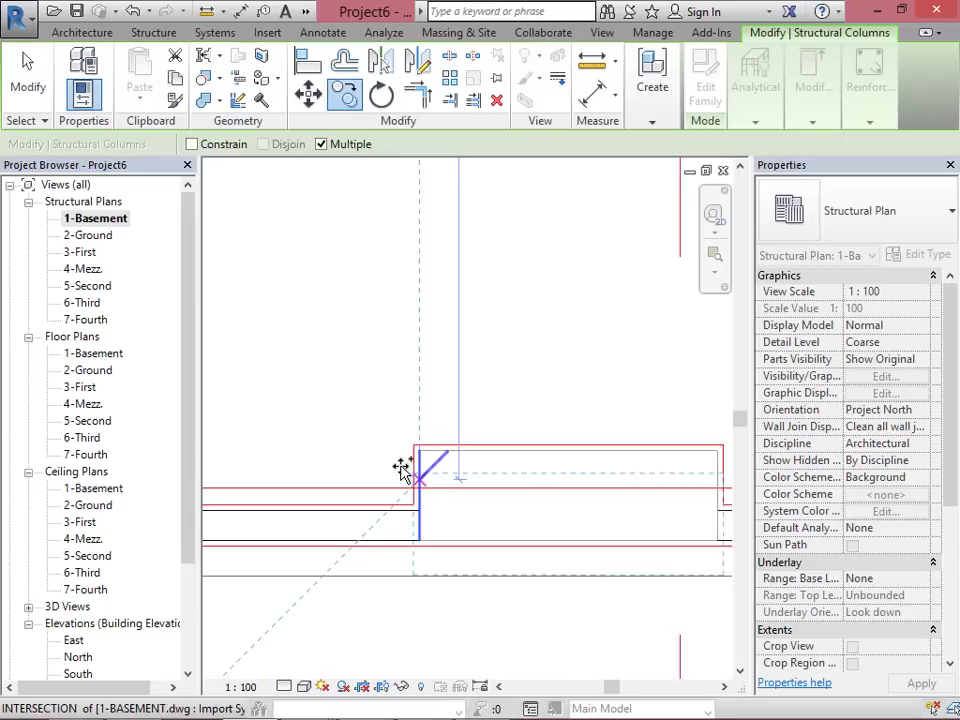 Project6 - ...
Type a keyword or phrase
Sign In
Architecture
Structure
Systems
Insert
Annotate
Analyze
Massing & Site
Collaborate
View
Manage
Add-Ins
Modify | Structural Columns
Modify
Paste
Create
Edit
Family
Analytical
Modif...
Reinforc...
Select
Properties
Clipboard
Geometry
Modify
View
Measure
Mode
Modify | Structural Columns
Constrain
Disjoin
Multiple
Project Browser - Project6
Views (all)
Structural Plans
1-Basement
2-Ground
3-First
4-Mezz.
5-Second
6-Third
7-Fourth
Floor Plans
1-Basement
2-Ground
3-First
4-Mezz.
5-Second
6-Third
7-Fourth
Ceiling Plans
1-Basement
2-Ground
3-First
4-Mezz.
5-Second
6-Third
7-Fourth
3D Views
Elevations (Building Elevatio
East
North
South
2D
1 : 100
Properties
Structural Plan
Structural Plan: 1-Ba
Edit Type
Graphics
View Scale 1 : 100
Scale Value 1: 100
Display Model Normal
Detail Level Coarse
Parts Visibility Show Original
Visibility/Grap... Edit...
Graphic Displ... Edit...
Orientation Project North
Wall Join Disp... Clean all wall j...
Discipline Architectural
Show Hidden ... By Discipline
Color Scheme ... Background
Color Scheme <none>
System Color ... Edit...
Default Analy... None
Sun Path
Underlay
Range: Base L... None
Range: Top Le... Unbounded
Underlay Orie... Look down
Extents
Crop View
Crop Region ...
Properties help
Apply
INTERSECTION of [1-BASEMENT.dwg : Import Sy
:0
Main Model